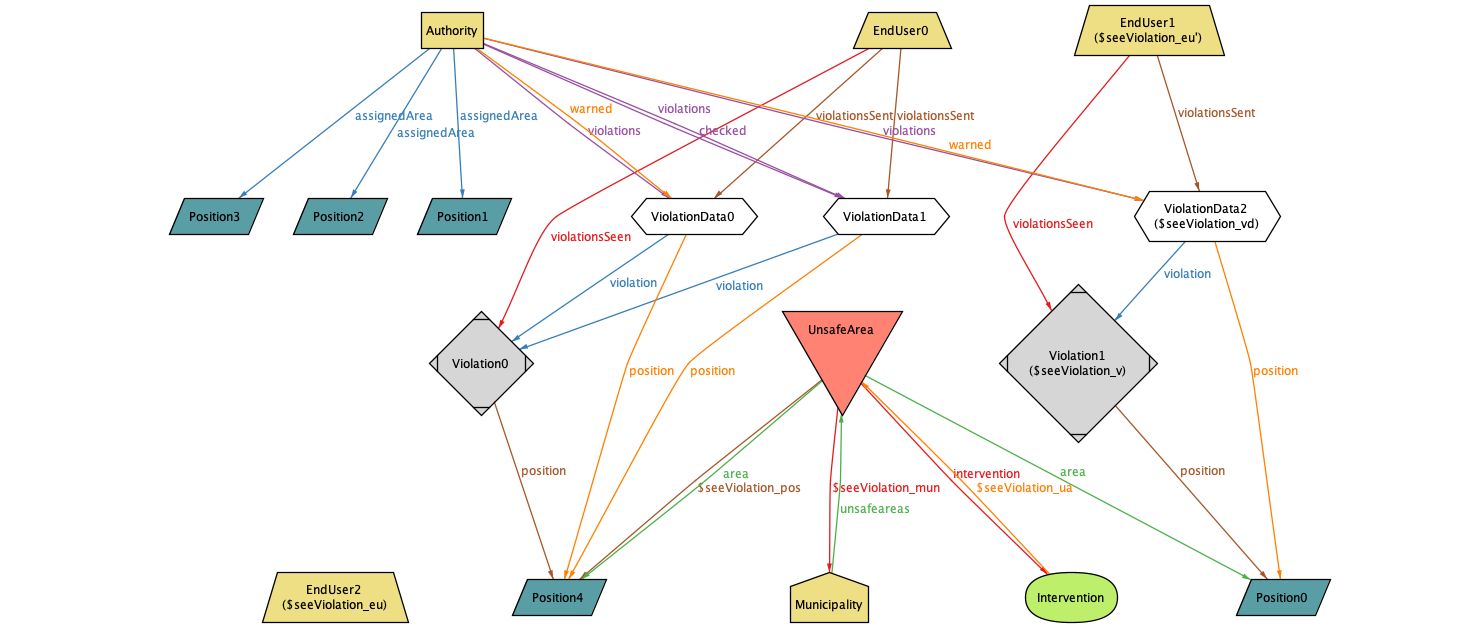 Authority
EndUser0
EndUser1
($seeViolation_eu')
assignedArea
assignedArea
assignedArea
warned
violations
violations
checked
violationsSent
violationsSent
violations
warned
violationsSent
Position3
Position2
Position1
ViolationData0
ViolationData1
ViolationData2
($seeViolation_vd)
violationsSeen
violationsSeen
violation
violation
violation
Violation0
UnsafeArea
Violation1
($seeViolation_v)
position
position
position
position
area
$seeViolation_pos
$seeViolation_mun
unsafeareas
intervention
$seeViolation_ua
area
position
EndUser2
($seeViolation_eu)
Position4
Municipality
Intervention
Position0